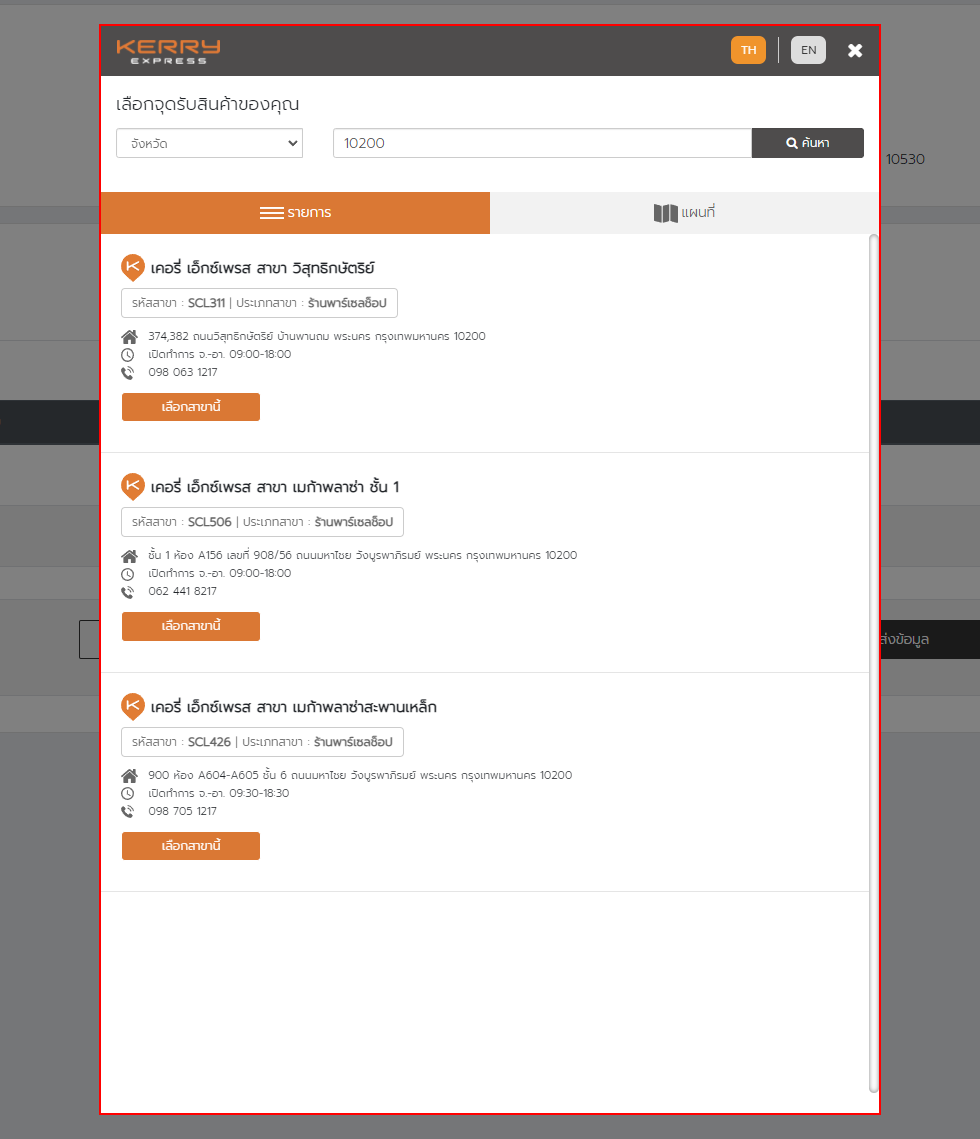 KERRY
EXPRESS
TH
EN
เลือกจุดรับสินค้าของคุณ
จังหวัด
10200
ค้นหา
10530
รายการ
แผนที่
เคอรี่ เอ็กซ์เพรส สาขา วิสุทธิกษัตริย์
รหัสสาขา : SCL311 | ประเภทสาขา : ร้านพาร์เซลช็อป
374,382 ถนนวิสุทธิกษัตริย์ บ้านพานถม พระนคร กรุงเทพมหานคร 10200
เปิดทำการ จ.-อา. 09:00-18:00
098 063 1217
เลือกสาขานี้
เคอรี่ เอ็กซ์เพรส สาขา เมก้าพลาซ่า ชั้น 1
รหัสสาขา : SCL506 | ประเภทสาขา : ร้านพาร์เซลช็อป
ชั้น 1 ห้อง A156 เลขที่ 908/56 ถนนมหาไชย วังบูรพาภิรมย์ พระนคร กรุงเทพมหานคร 10200
เปิดทำการ จ.-อา. 09:00-18:00
062 441 8217
เลือกสาขานี้
ส่งข้อมูล
เคอรี่ เอ็กซ์เพรส สาขา เมก้าพลาซ่าสะพานเหล็ก
รหัสสาขา : SCL426 | ประเภทสาขา : ร้านพาร์เซลช็อป
900 ห้อง A604-A605 ชั้น 6 ถนนมหาไชย วังบูรพาภิรมย์ พระนคร กรุงเทพมหานคร 10200
เปิดทำการ จ.-อา. 09:30-18:30
098 705 1217
เลือกสาขานี้